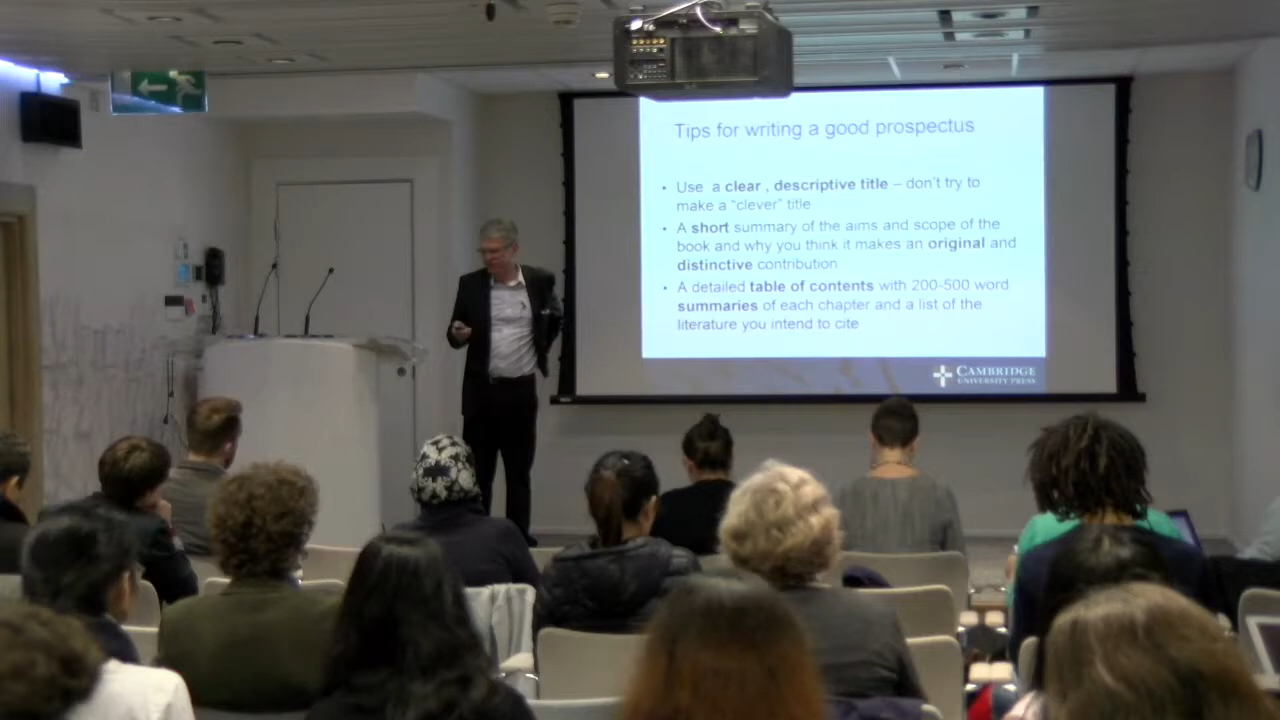 Tips for writing a good prospectus
• Use a clear , descriptive title – don't try to
make a "clever" title
• A short summary of the aims and scope of the
book and why you think it makes an original and
distinctive contribution
• A detailed table of contents with 200-500 word
summaries of each chapter and a list of the
literature you intend to cite
CAMBRIDGE
UNIVERSITY PRESS